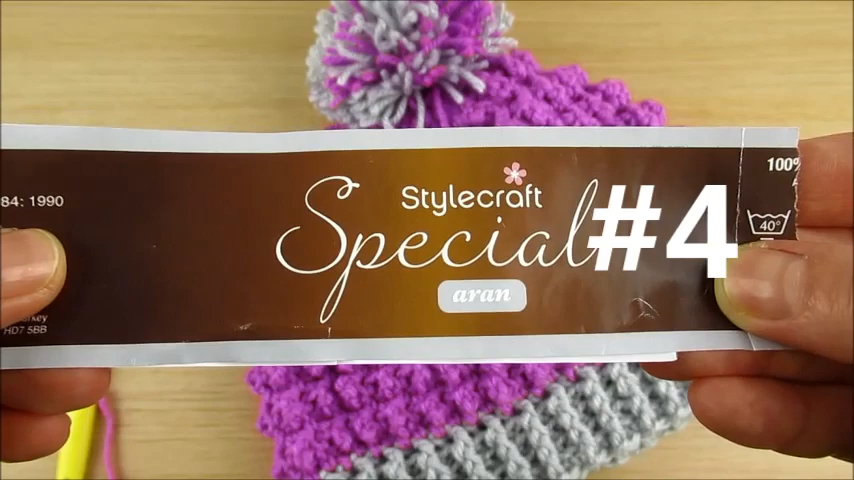 100%
84: 1990
Stylecraft
Special
#4
40°
aran
HD7 5BB